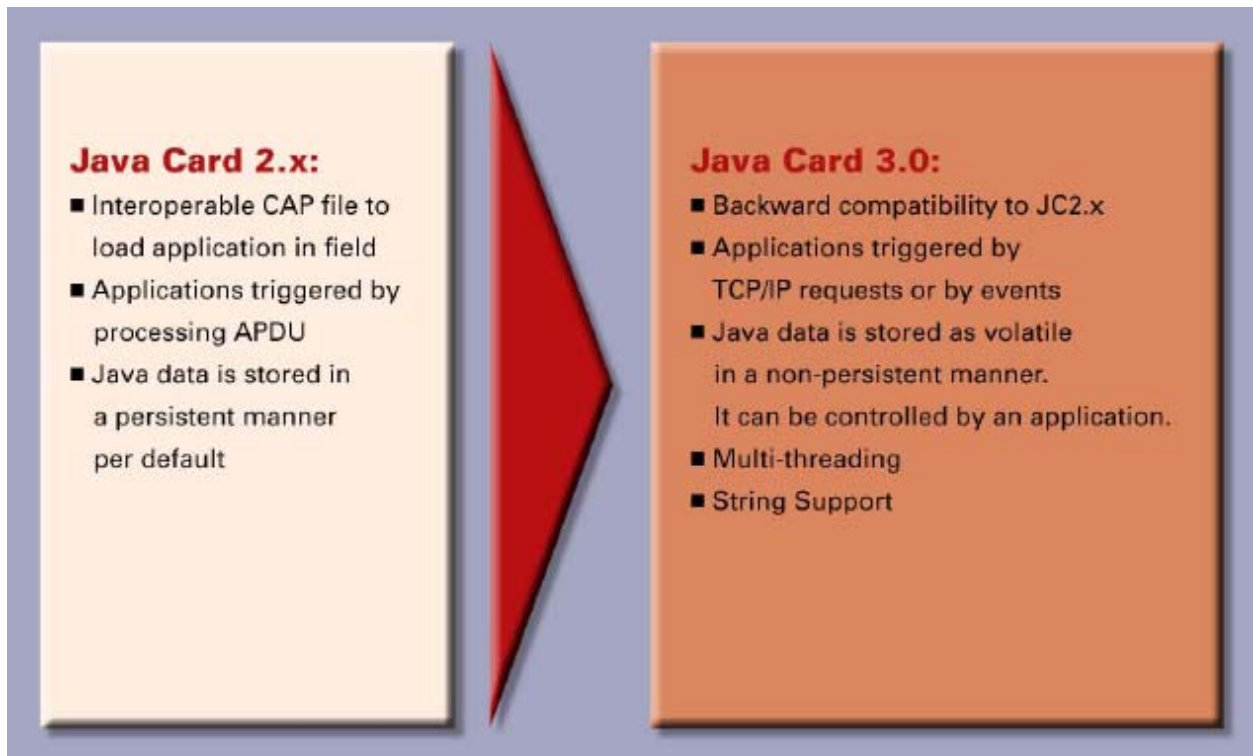 Java Card 2.x:
■ Interoperable CAP file to
load application in field
■ Applications triggered by
processing APDU
■ Java data is stored in
a persistent manner
per default
Java Card 3.0:
■ Backward compatibility to JC2.x
■ Applications triggered by
TCP/IP requests or by events
■ Java data is stored as volatile
in a non-persistent manner.
It can be controlled by an application.
■ Multi-threading
■ String Support